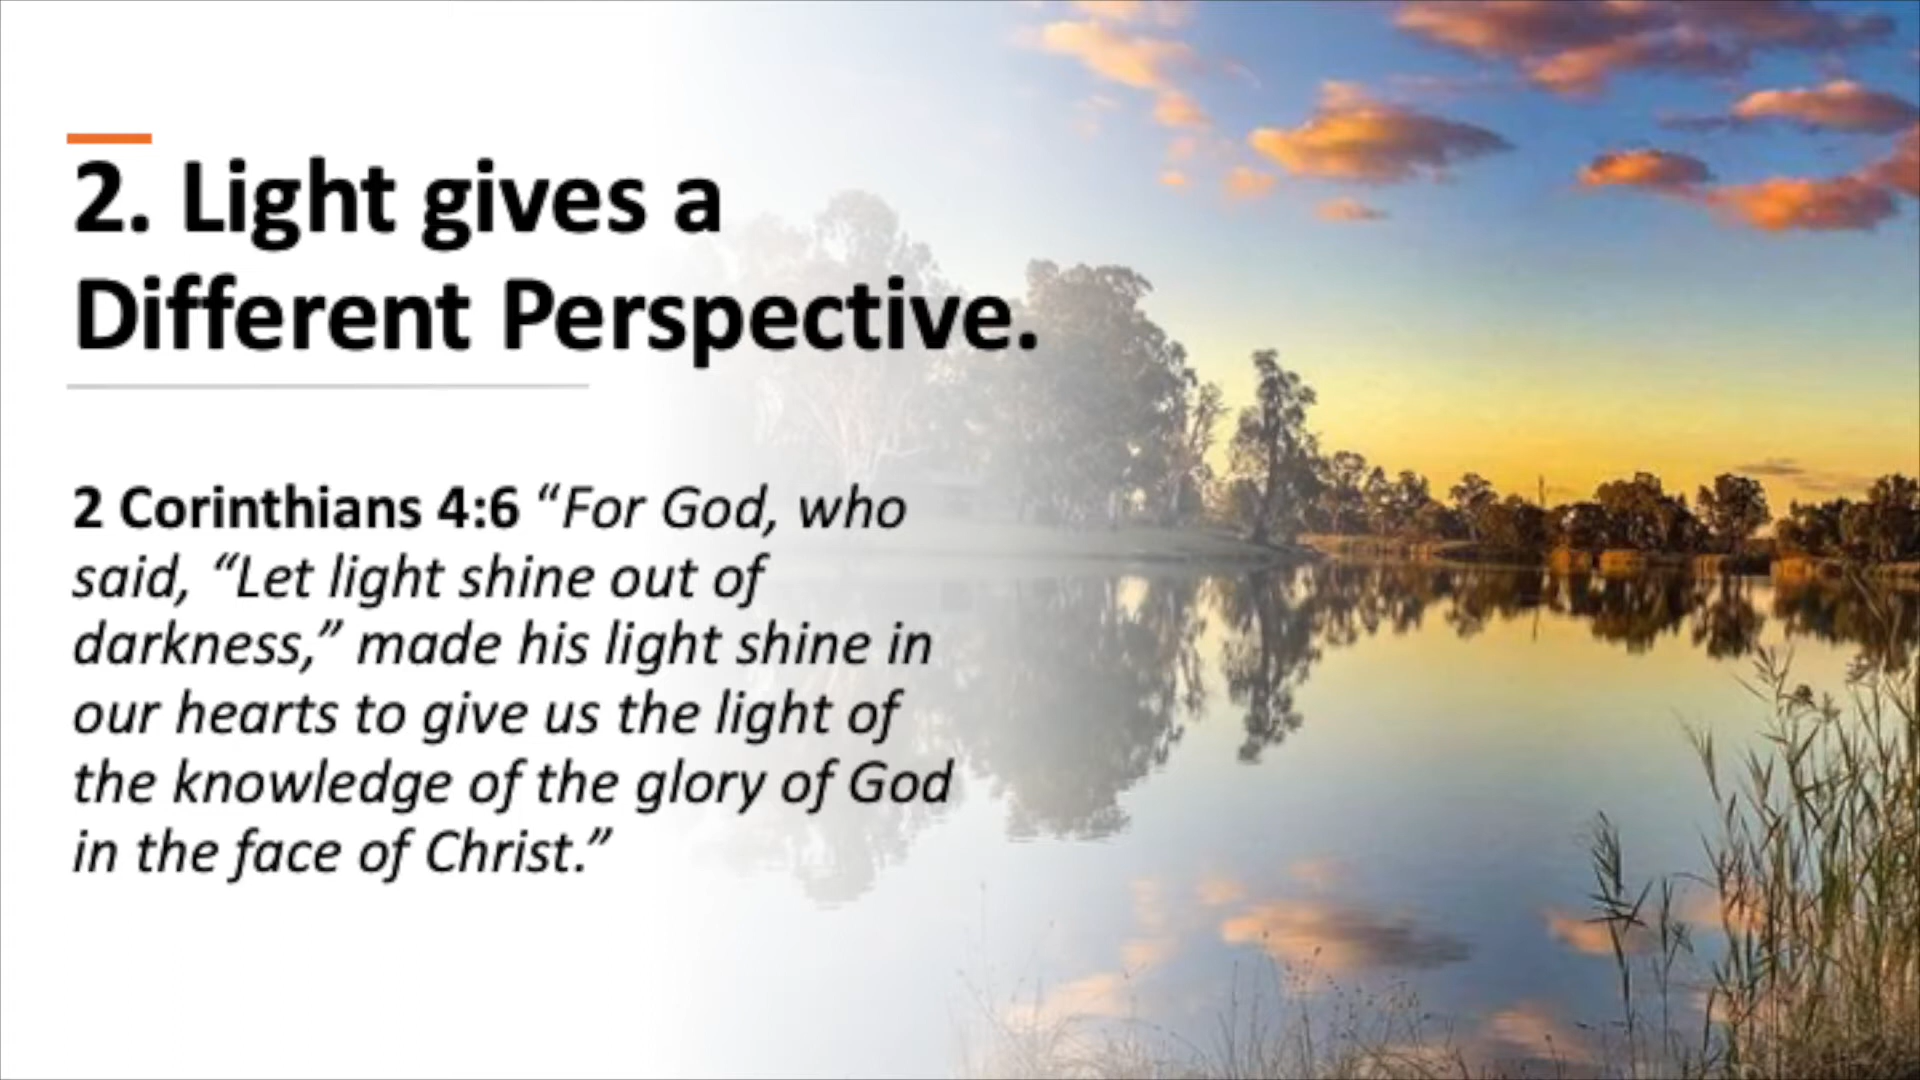 2. Light gives a
Different Perspective.
2 Corinthians 4:6 “For God, who
said, “Let light shine out of
darkness,” made his light shine in
our hearts to give us the light of
the knowledge of the glory of God
in the face of Christ.”